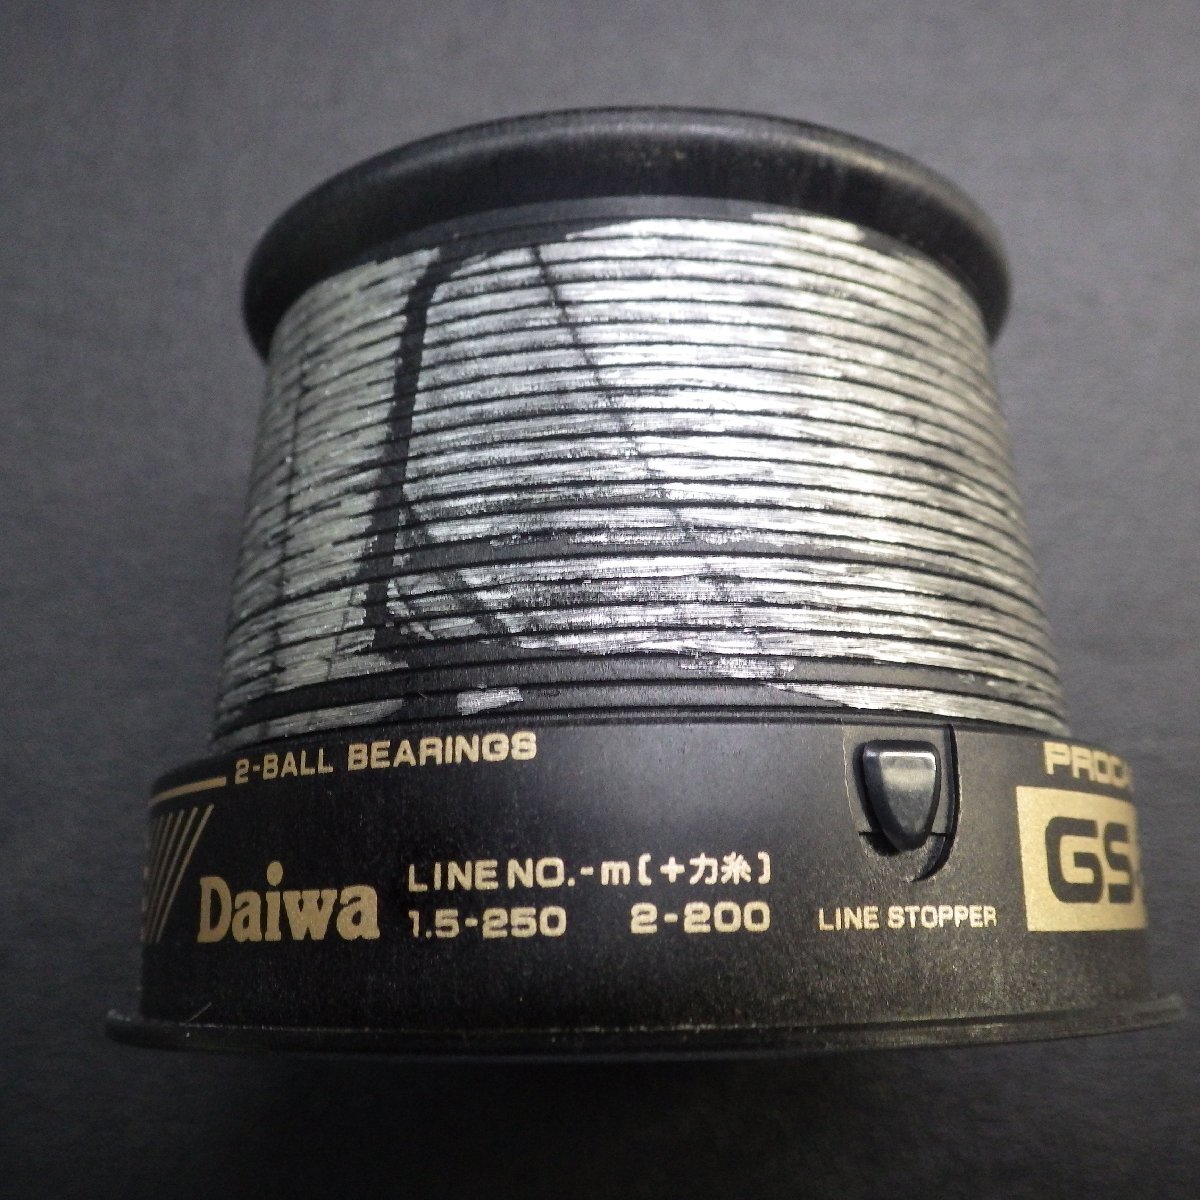 2-BALL BEARINGS
Daiwa
LINE NO.-m(+力糸)
1.5-250 2-200
LINE STOPPER
GS